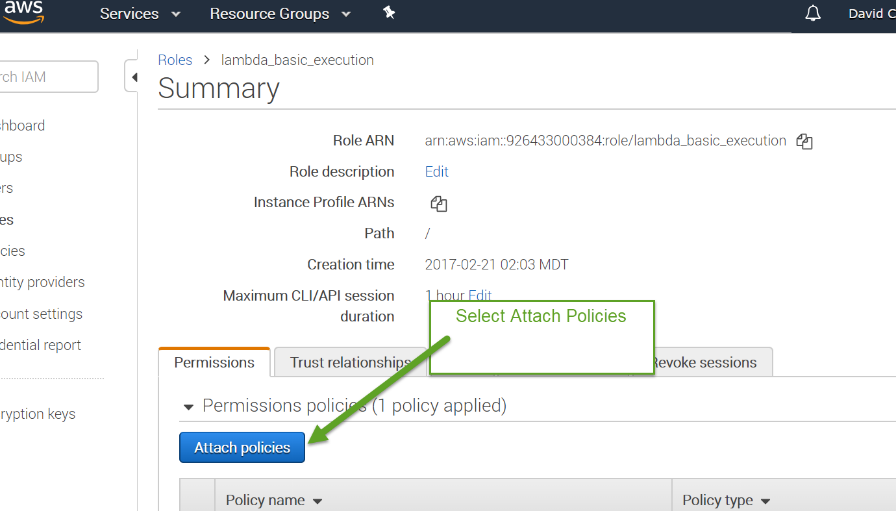 aws
Services
Resource Groups
David C
Roles > lambda_basic_execution
rch IAM
Summary
shboard
ups
ers
es
cies
ntity providers
ount settings
dential report
ryption keys
Role ARN arn:aws:iam::926433000384:role/lambda_basic_execution
Role description Edit
Instance Profile ARNs
Path /
Creation time 2017-02-21 02:03 MDT
Maximum CLI/API session duration 1 hour Edit
Select Attach Policies
Permissions
Trust relationships
Revoke sessions
Permissions policies (1 policy applied)
Attach policies
Policy name
Policy type